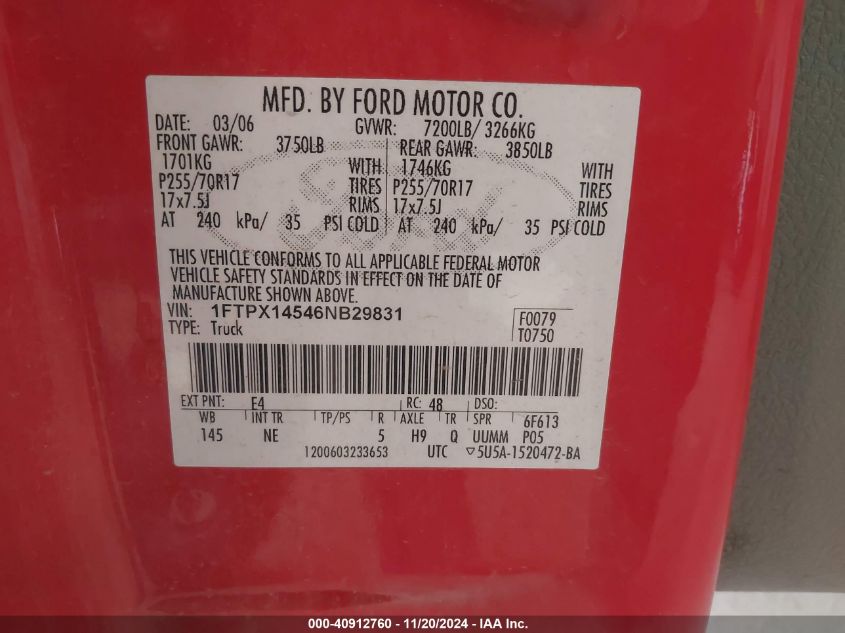 MFD. BY FORD MOTOR CO.
DATE: 03/06 GVWR: 7200LB/ 3266KG
FRONT GAWR: 3750LB REAR GAWR: 3850LB
1701KG WITH 1746KG WITH
P255/70R17 TIRES P255/70R17 TIRES
17x7.5J RIMS 17x7.5J RIMS
AT 240 kPa/ 35 PSI COLD AT 240 kPa/ 35 PSI COLD
THIS VEHICLE CONFORMS TO ALL APPLICABLE FEDERAL MOTOR
VEHICLE SAFETY STANDARDS IN EFFECT ON THE DATE OF
MANUFACTURE SHOWN ABOVE.
VIN: 1FTPX14546NB29831 F0079
TYPE: Truck T0750
EXT PNT: E4 RC: 48 DSO:
WB INT TR TP/PS R AXLE TR SPR 6F613
145 NE 5 H9 Q UUMM P05
1200603233653 UTC ▽5U5A-1520472-BA
Ford
000-40912760 - 11/20/2024 - Copyright © IAA, Inc.